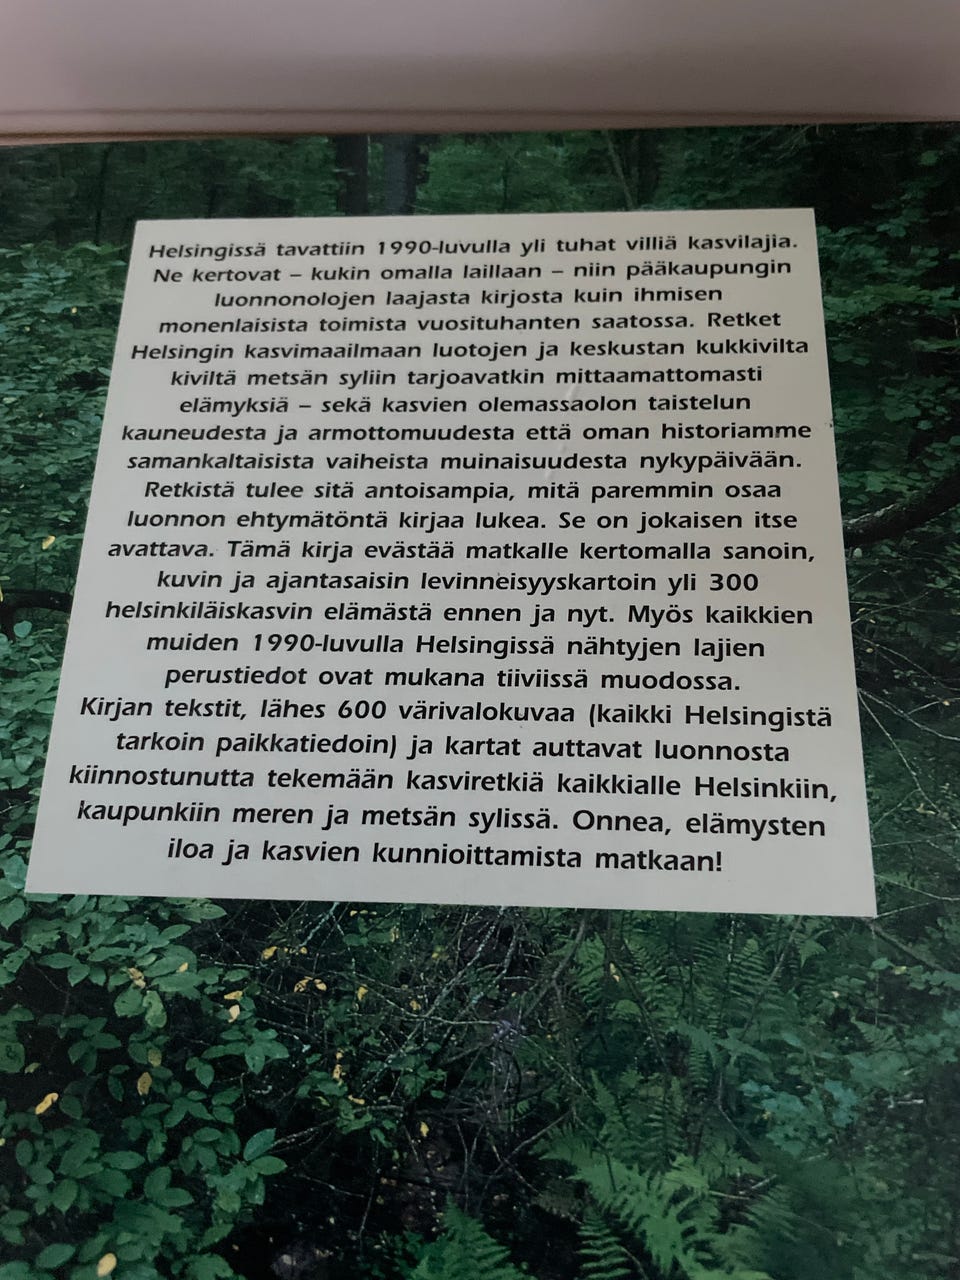 Helsingissä tavattiin 1990-luvulla yli tuhat villiä kasvilajia.
Ne kertovat – kukin omalla laillaan – niin pääkaupungin
luonnonolojen laajasta kirjosta kuin ihmisen
monenlaisista toimista vuosituhanten saatossa. Retket
Helsingin kasvimaailmaan luotojen ja keskustan kukkivilta
kiviltä metsän syliin tarjoavatkin mittaamattomasti
elämyksiä – sekä kasvien olemassaolon taistelun
kauneudesta ja armottomuudesta että oman historiamme
samankaltaisista vaiheista muinaisuudesta nykypäivään.
Retkistä tulee sitä antoisampia, mitä paremmin osaa
luonnon ehtymätöntä kirjaa lukea. Se on jokaisen itse
avattava. Tämä kirja evästää matkalle kertomalla sanoin,
kuvin ja ajantasaisin levinneisyyskartoin yli 300
helsinkiläiskasvin elämästä ennen ja nyt. Myös kaikkien
muiden 1990-luvulla Helsingissä nähtyjen lajien
perustiedot ovat mukana tiiviissä muodossa.
Kirjan tekstit, lähes 600 värivalokuvaa (kaikki Helsingistä
tarkoin paikkatiedoin) ja kartat auttavat luonnosta
kiinnostunutta tekemään kasviretkiä kaikkialle Helsinkiin,
kaupunkiin meren ja metsän sylissä. Onnea, elämysten
iloa ja kasvien kunnioittamista matkaan!